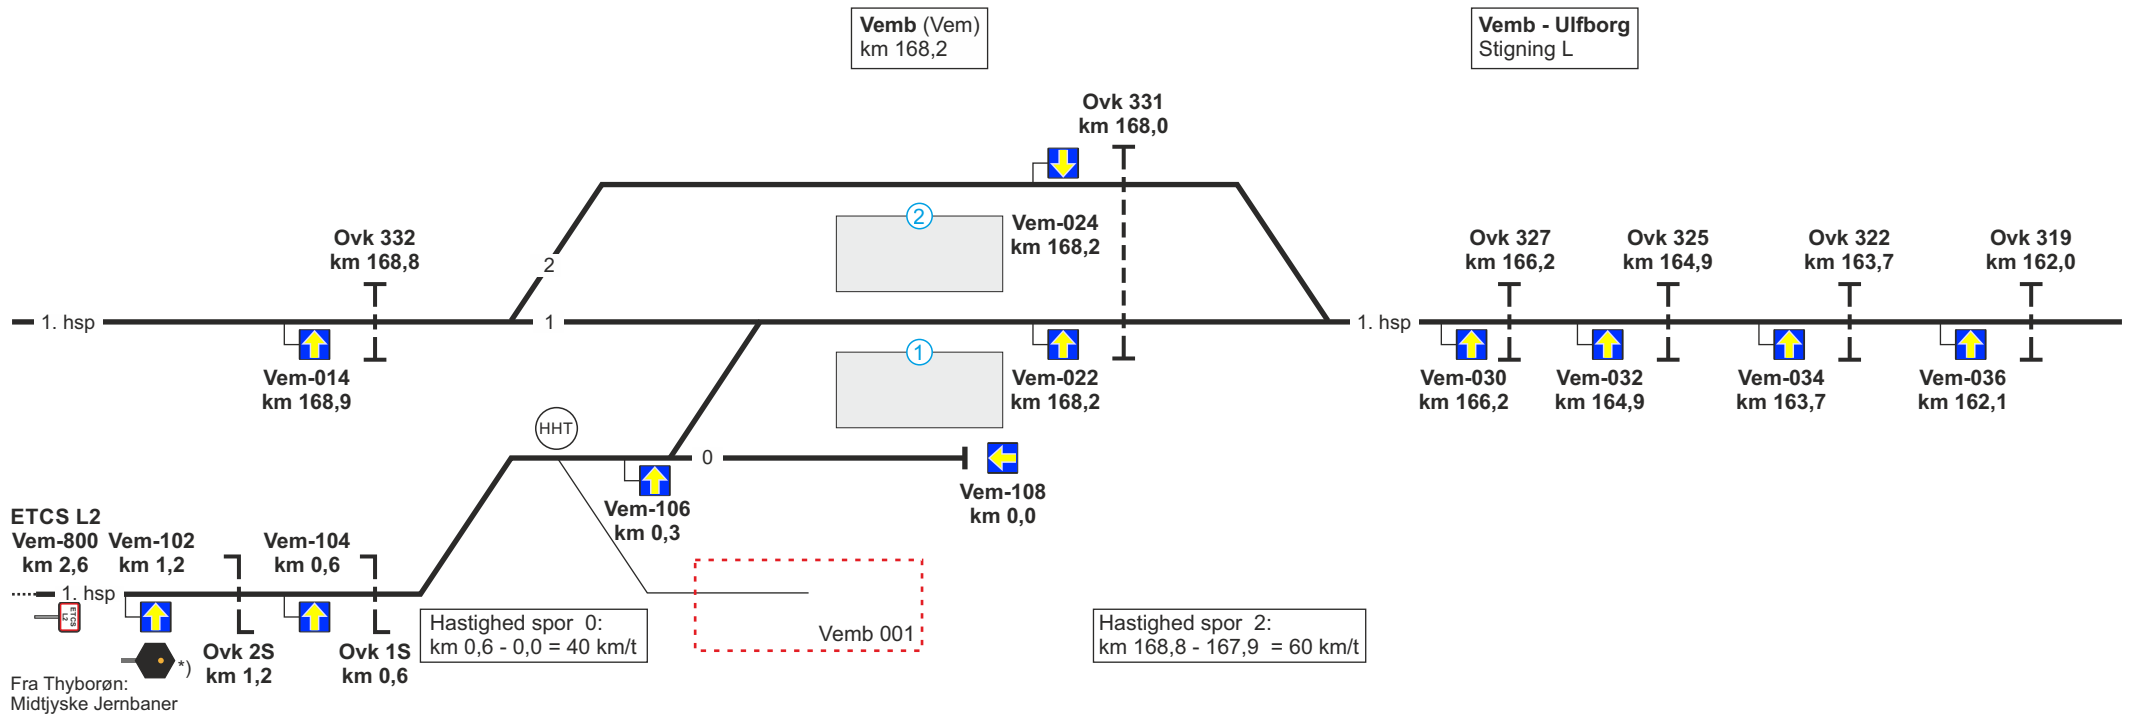 Vemb (Vem)
km 168,2
Vemb - Ulfborg
Stigning L
Ovk 331
km 168,0
Ovk 332
km 168,8
2
Vem-024
km 168,2
Ovk 327
km 166,2
Ovk 325
km 164,9
Ovk 322
km 163,7
Ovk 319
km 162,0
2
1. hsp
1
1. hsp
1
Vem-014
km 168,9
Vem-022
km 168,2
Vem-030
km 166,2
Vem-032
km 164,9
Vem-034
km 163,7
Vem-036
km 162,1
HHT
0
Vem-106
km 0,3
Vem-108
km 0,0
ETCS L2
Vem-800
km 2,6
Vem-102
km 1,2
Vem-104
km 0,6
1. hsp
ETCS
L2
*)
Ovk 2S
km 1,2
Ovk 1S
km 0,6
Hastighed spor 0:
km 0,6 - 0,0 = 40 km/t
Vemb 001
Hastighed spor 2:
km 168,8 - 167,9 = 60 km/t
Fra Thyborøn:
Midtjyske Jernbaner